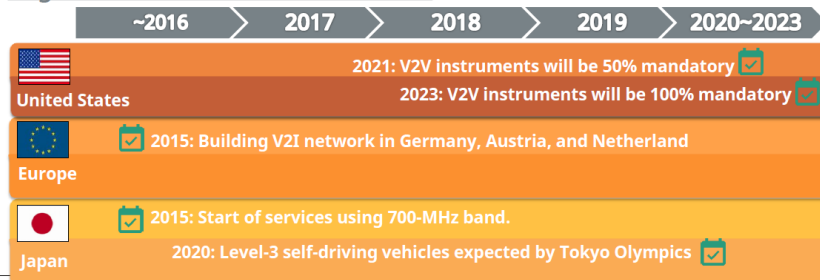 ~2016
2017
2018
2019
2020~2023
2021: V2V instruments will be 50% mandatory
United States
2023: V2V instruments will be 100% mandatory
2015: Building V2I network in Germany, Austria, and Netherland
Europe
2015: Start of services using 700-MHz band.
2020: Level-3 self-driving vehicles expected by Tokyo Olympics
Japan